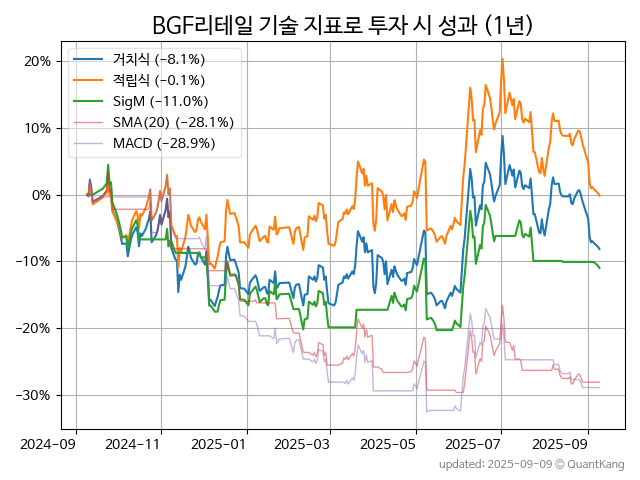 BGF리테일 기술 지표로 투자 시 성과 (1년)
거치식 (−8.1%)
적립식 (−0.1%)
SigM (−11.0%)
SMA(20) (−28.1%)
MACD (−28.9%)
20%
10%
0%
−10%
−20%
−30%
2024-09 2024-11 2025-01 2025-03 2025-05 2025-07 2025-09
updated: 2025-09-09 © QuantKang